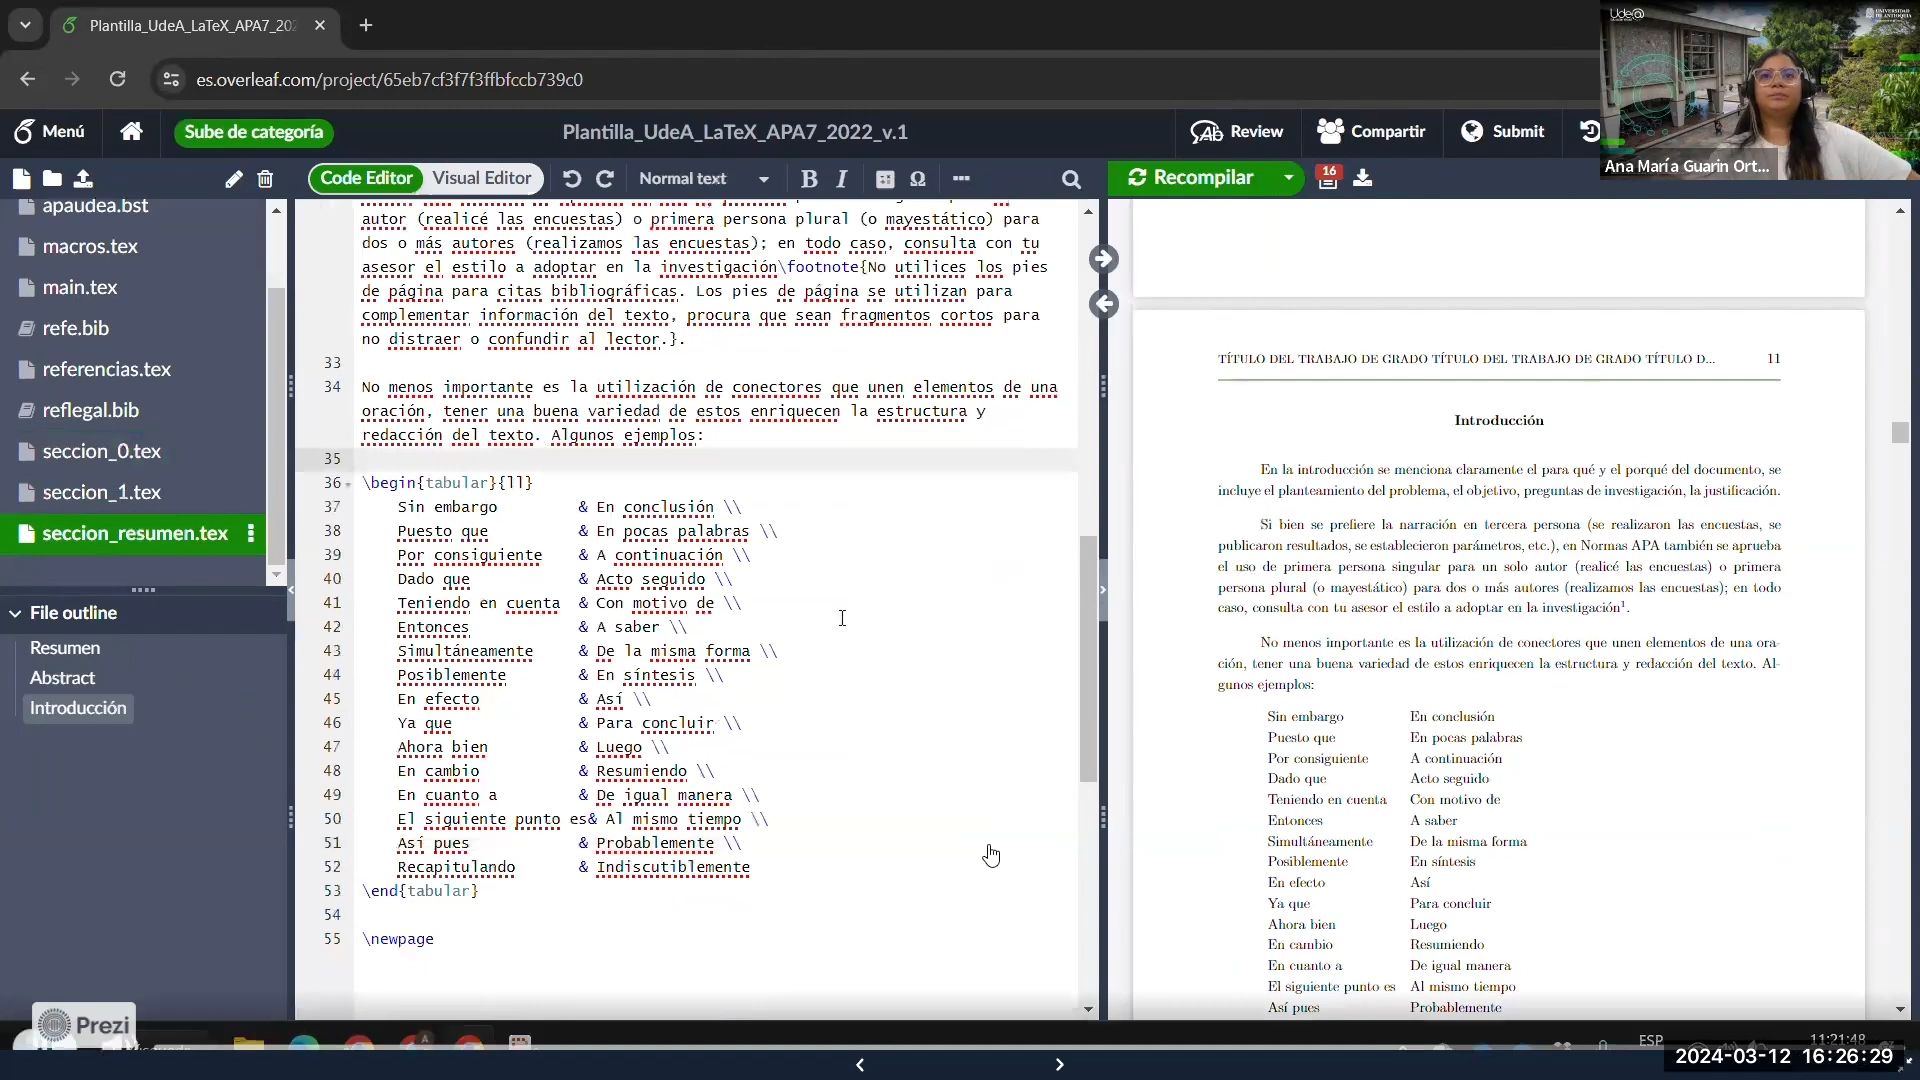 Plantilla_UdeA_LaTeX_APA7_202
es.overleaf.com/project/65eb7cf3f7f3ffbfccb739c0
Menú
Sube de categoría
Plantilla_UdeA_LaTeX_APA7_2022_v.1
Review
Compartir
Submit
Ude@
UNIVERSIDAD DE ANTIOQUIA
Ana María Guarin Ort...
Code Editor
Visual Editor
Normal text
B I
Ω
Recompilar
16
apaudea.bst
macros.tex
main.tex
refe.bib
referencias.tex
reflegal.bib
seccion_0.tex
seccion_1.tex
seccion_resumen.tex
File outline
Resumen
Abstract
Introducción
autor (realicé las encuestas) o primera persona plural (o mayestático) para
dos o más autores (realizamos las encuestas); en todo caso, consulta con tu
asesor el estilo a adoptar en la investigación\footnote{No utilices los pies
de página para citas bibliográficas. Los pies de página se utilizan para
complementar información del texto, procura que sean fragmentos cortos para
no distraer o confundir al lector.}.
33
34 No menos importante es la utilización de conectores que unen elementos de una
oración, tener una buena variedad de estos enriquecen la estructura y
redacción del texto. Algunos ejemplos:
35
36 \begin{tabular}{ll}
37 Sin embargo & En conclusión \\
38 Puesto que & En pocas palabras \\
39 Por consiguiente & A continuación \\
40 Dado que & Acto seguido \\
41 Teniendo en cuenta & Con motivo de \\
42 Entonces & A saber \\
43 Simultáneamente & De la misma forma \\
44 Posiblemente & En síntesis \\
45 En efecto & Así \\
46 Ya que & Para concluir \\
47 Ahora bien & Luego \\
48 En cambio & Resumiendo \\
49 En cuanto a & De igual manera \\
50 El siguiente punto es& Al mismo tiempo \\
51 Así pues & Probablemente \\
52 Recapitulando & Indiscutiblemente
53 \end{tabular}
54
55 \newpage
TÍTULO DEL TRABAJO DE GRADO TÍTULO DEL TRABAJO DE GRADO TÍTULO D... 11
Introducción
En la introducción se menciona claramente el para qué y el porqué del documento, se
incluye el planteamiento del problema, el objetivo, preguntas de investigación, la justificación.
Si bien se prefiere la narración en tercera persona (se realizaron las encuestas, se
publicaron resultados, se establecieron parámetros, etc.), en Normas APA también se aprueba
el uso de primera persona singular para un solo autor (realicé las encuestas) o primera
persona plural (o mayestático) para dos o más autores (realizamos las encuestas); en todo
caso, consulta con tu asesor el estilo a adoptar en la investigación¹.
No menos importante es la utilización de conectores que unen elementos de una ora-
ción, tener una buena variedad de estos enriquecen la estructura y redacción del texto. Al-
gunos ejemplos:
Sin embargo En conclusión
Puesto que En pocas palabras
Por consiguiente A continuación
Dado que Acto seguido
Teniendo en cuenta Con motivo de
Entonces A saber
Simultáneamente De la misma forma
Posiblemente En síntesis
En efecto Así
Ya que Para concluir
Ahora bien Luego
En cambio Resumiendo
En cuanto a De igual manera
El siguiente punto es Al mismo tiempo
Así pues Probablemente
Prezi
ESP
11:21:48
2024-03-12 16:26:29